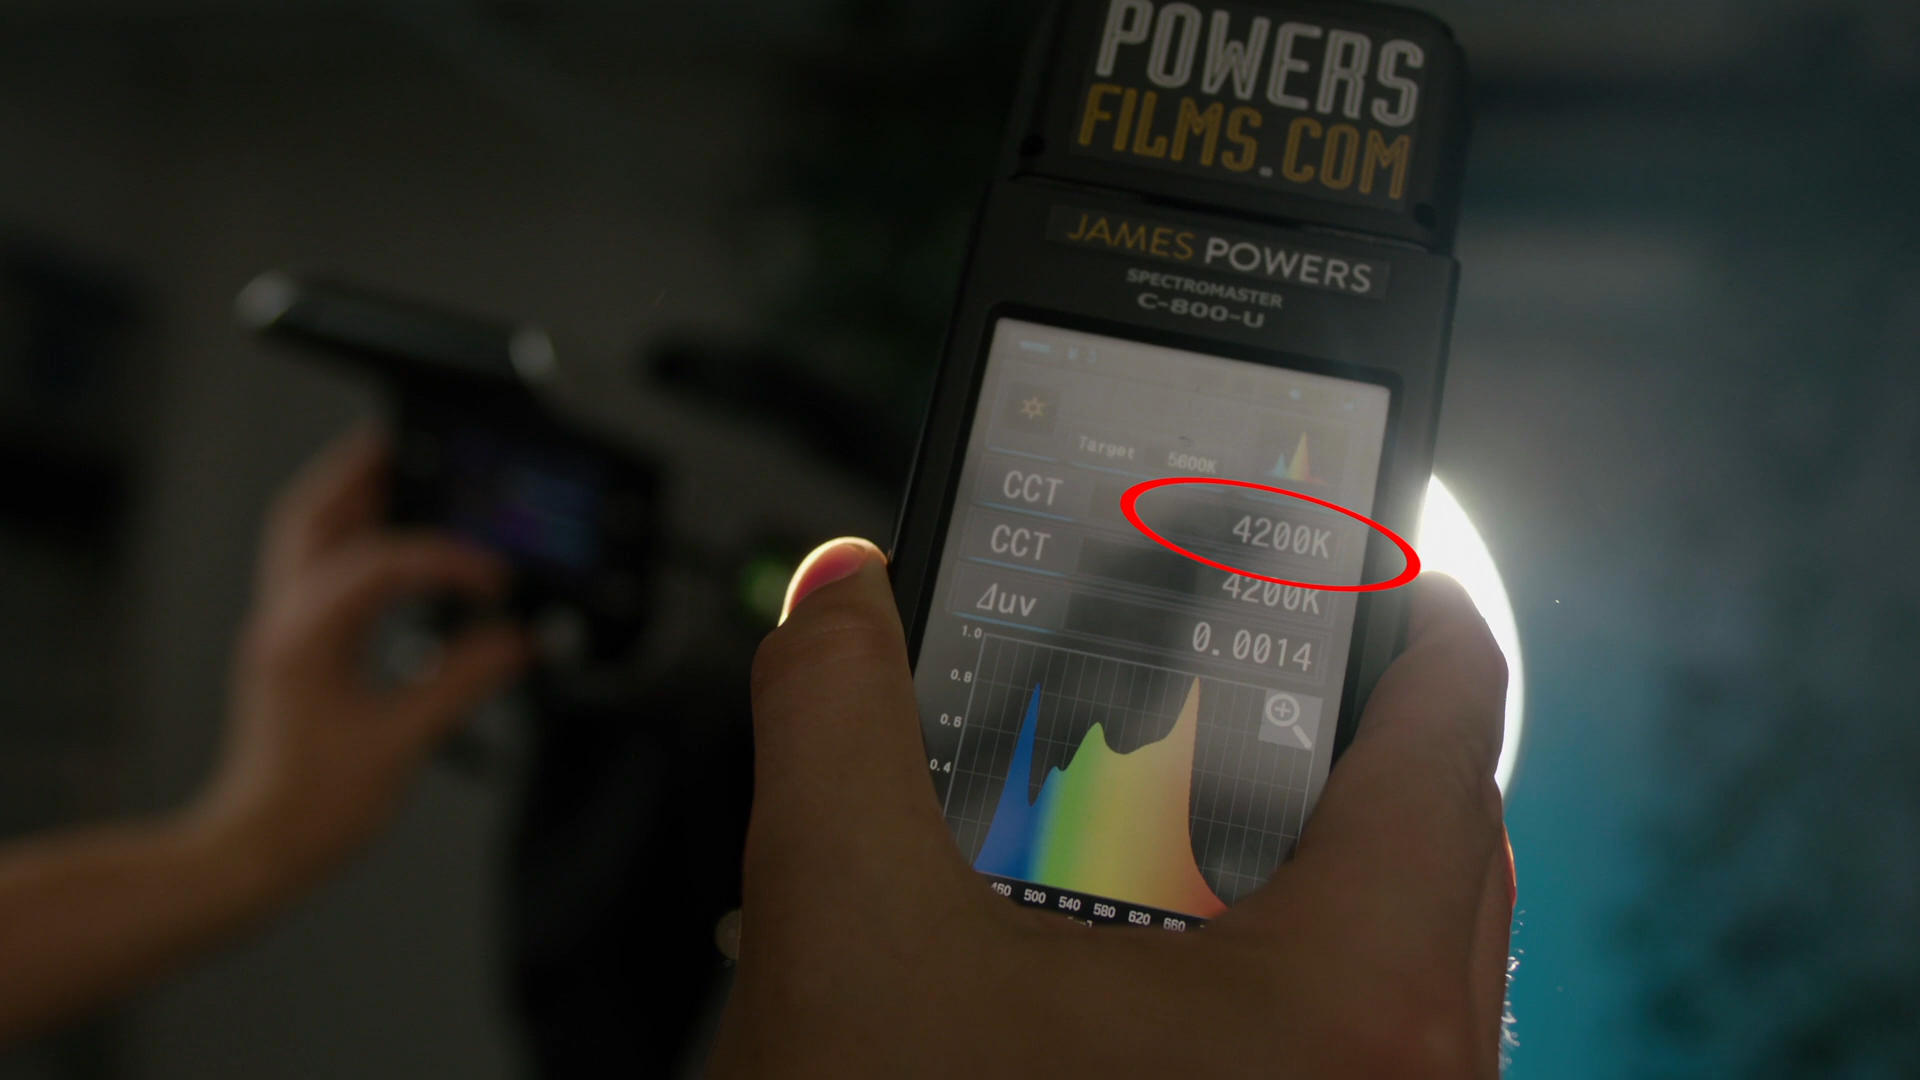 POWERS
FILMS.COM
JAMES POWERS
SPECTROMASTER
C-800-U
Target 5600K
CCT 4200K
CCT 4200K
Δuv 0.0014
1.0
0.8
0.6
0.4
460 500 540 580 620 660